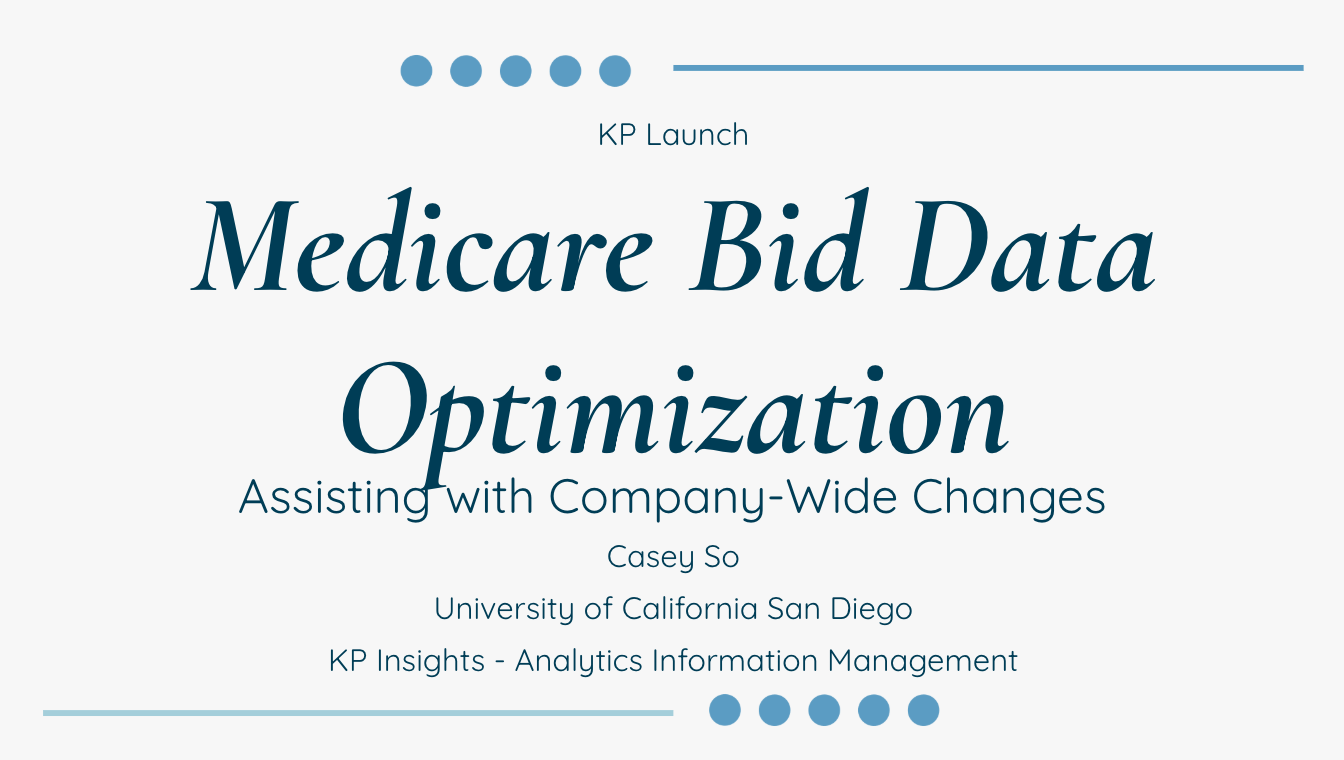 KP Launch
Medicare Bid Data
Optimization
Assisting with Company-Wide Changes
Casey So
University of California San Diego
KP Insights - Analytics Information Management